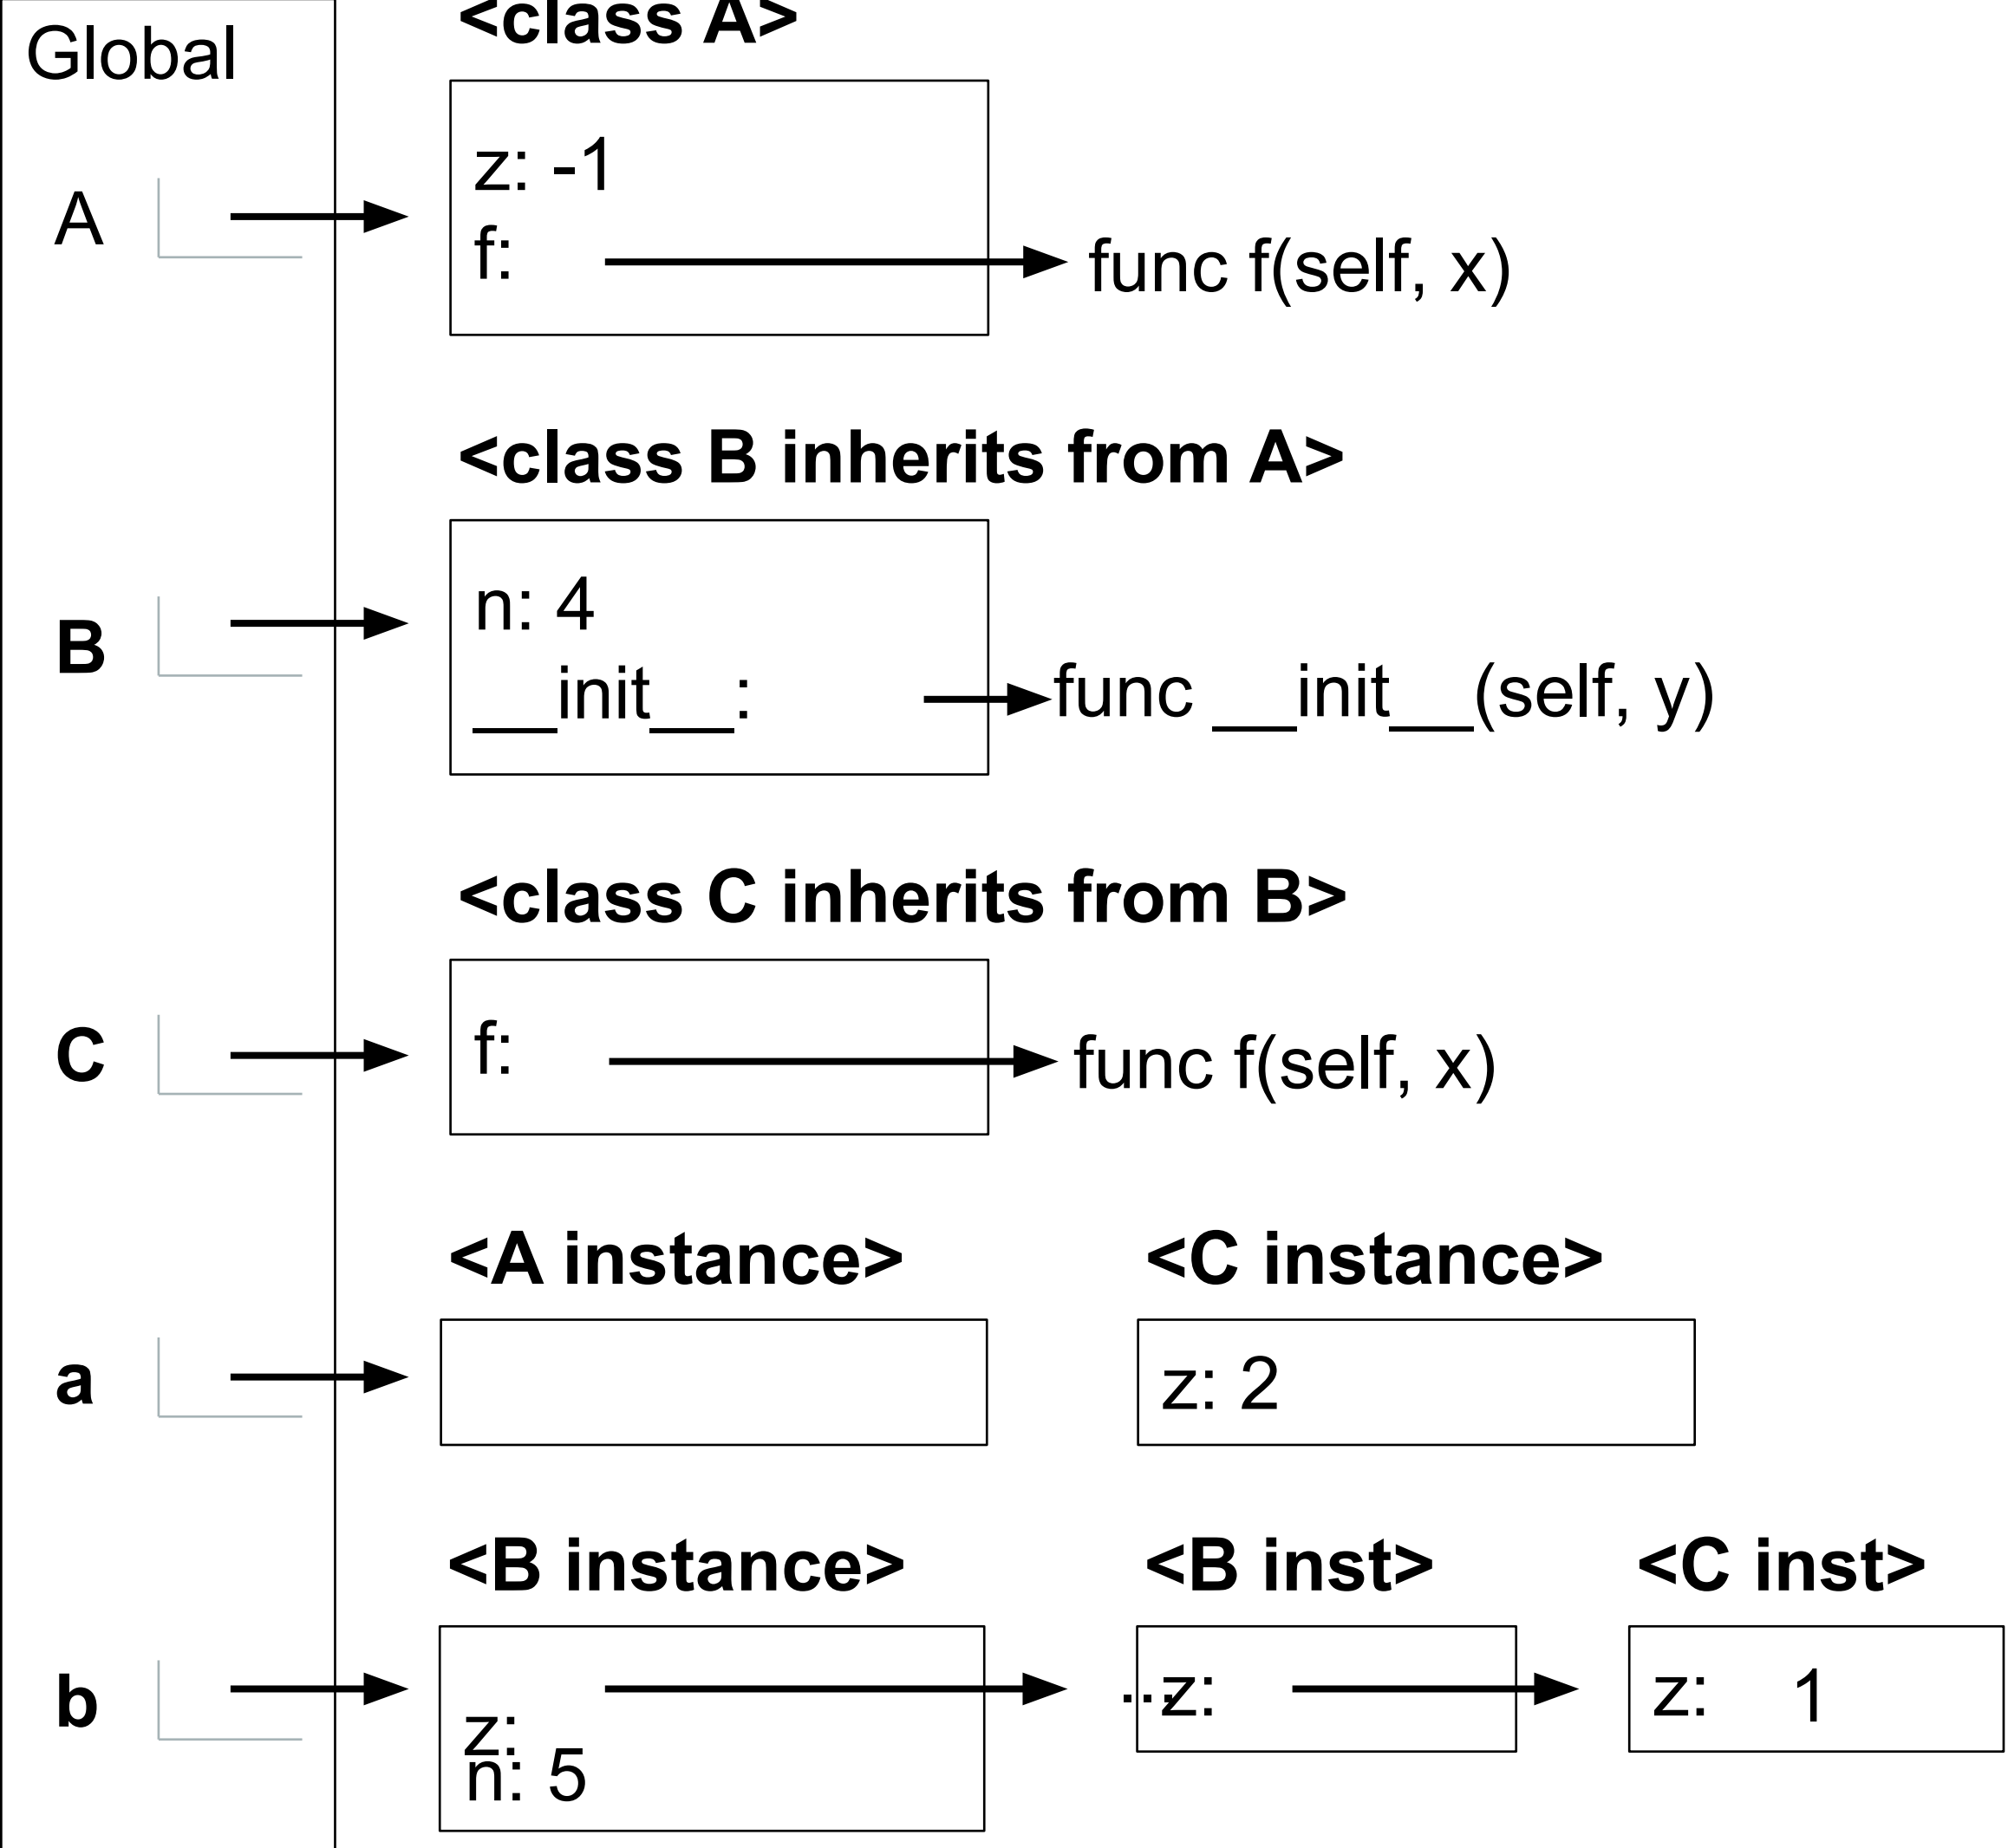 Global
<class A>
A
z: -1
f:
func f(self, x)
<class B inherits from A>
B
n: 4
__init__:
func __init__(self, y)
<class C inherits from B>
C
f:
func f(self, x)
<A instance>
<C instance>
a
z: 2
<B instance>
<B inst>
<C inst>
b
z:
n: 5
...
z:
z: 1